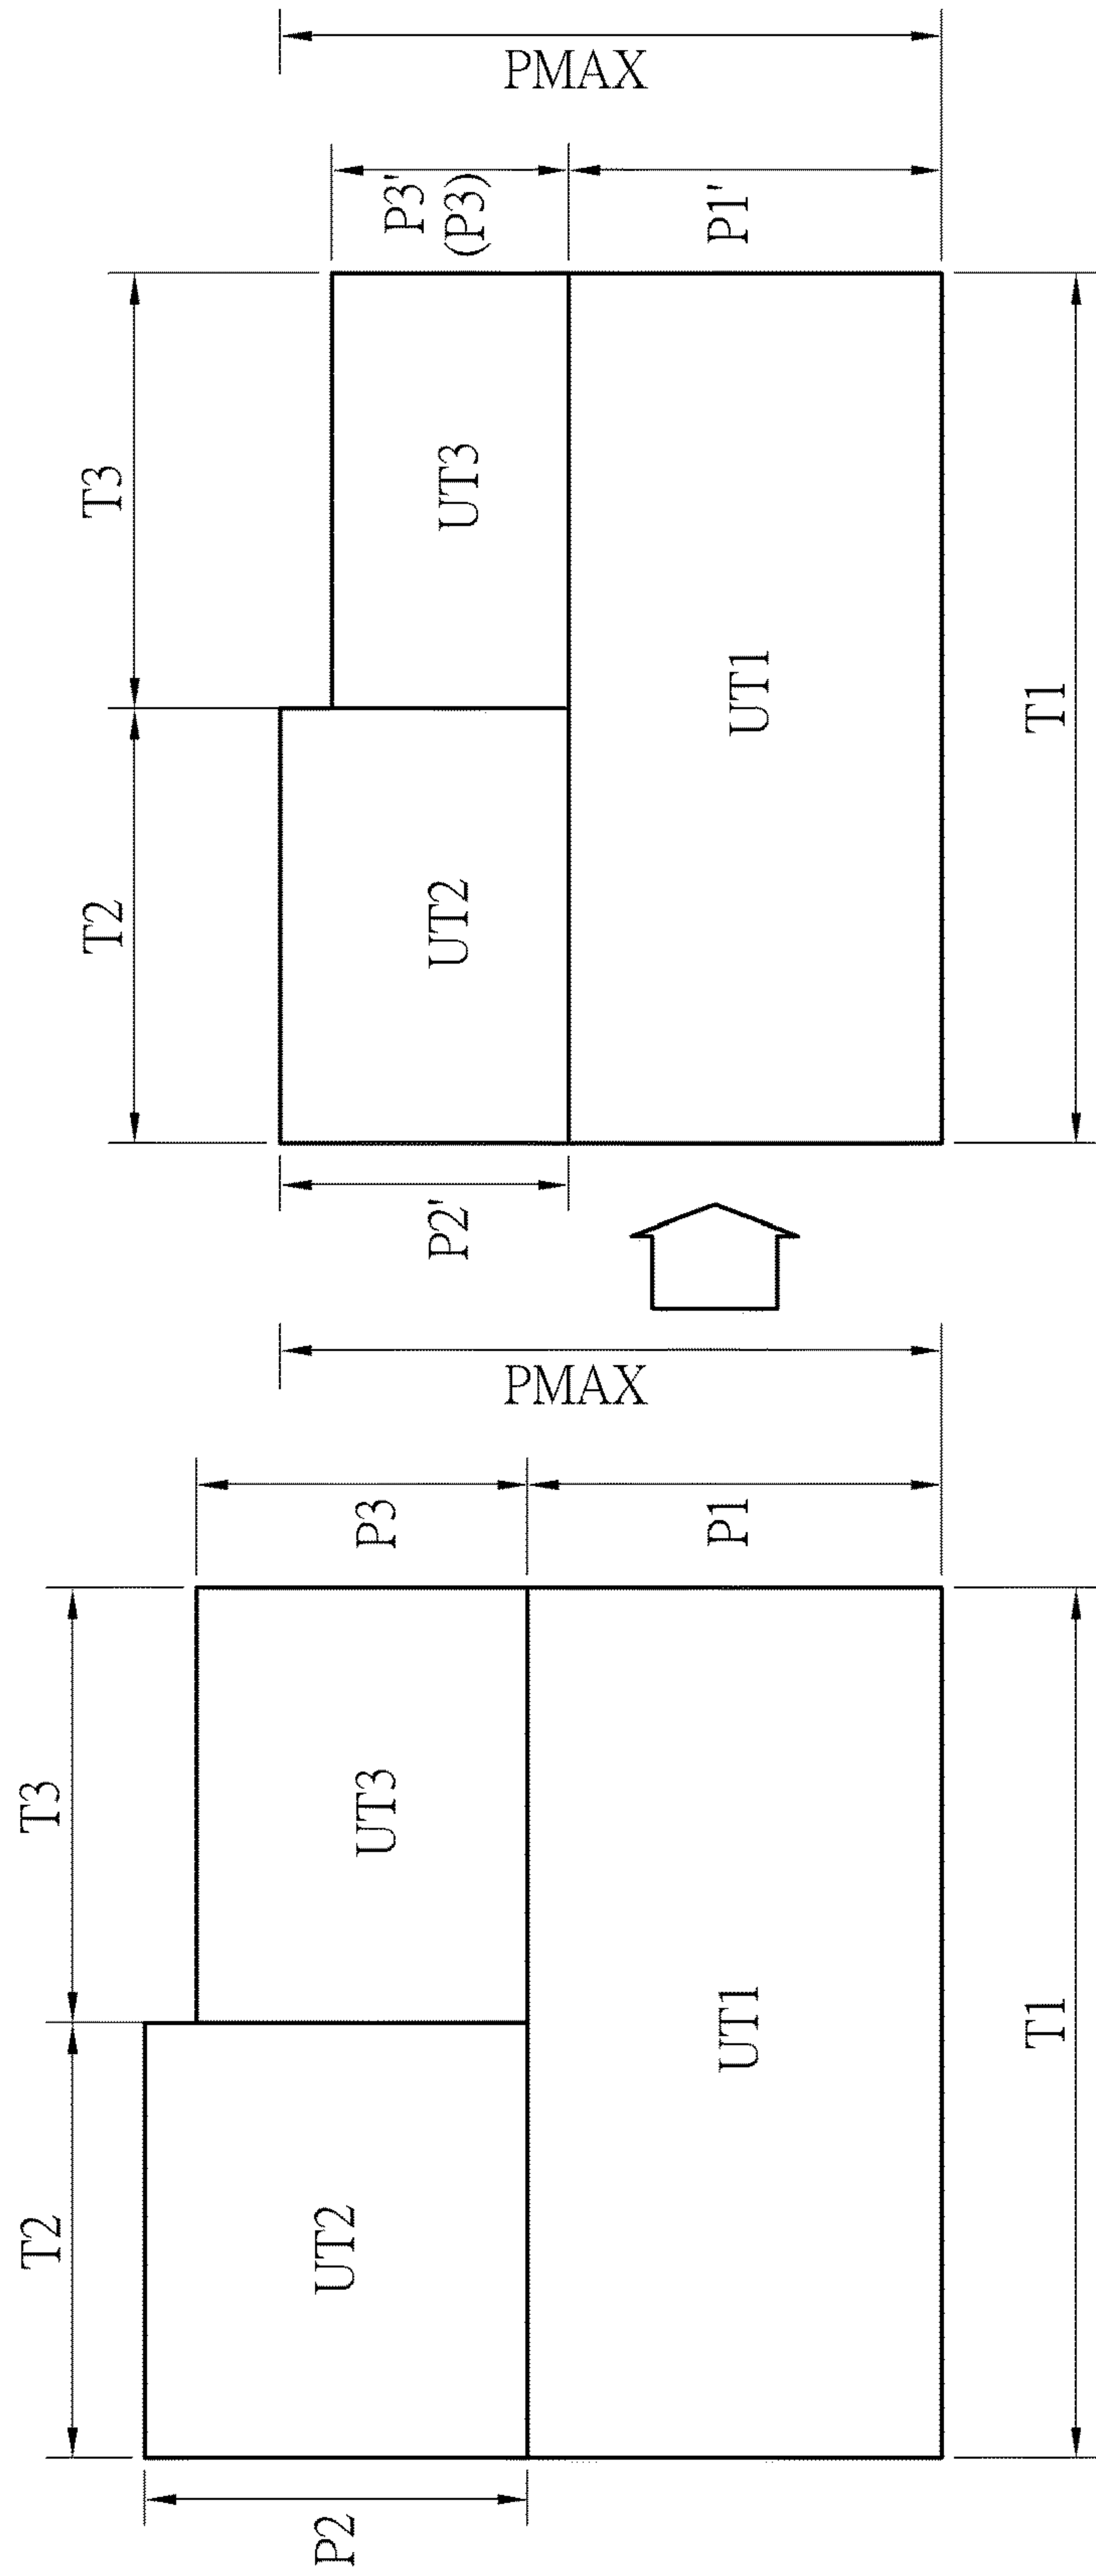 T2
T3
P2
UT2
UT3
P3
PMAX
UT1
P1
T1
T2
T3
P2'
UT2
UT3
P3'
(P3)
PMAX
UT1
P1'
T1